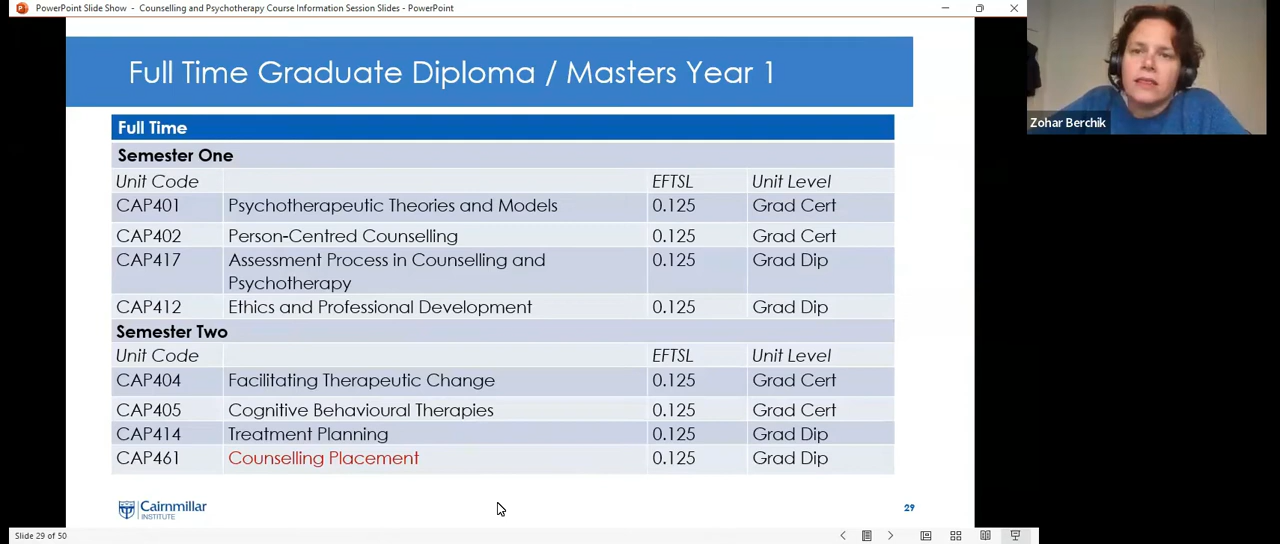 PowerPoint Slide Show - Counselling and Psychotherapy Course Information Session Slides - PowerPoint
Full Time Graduate Diploma / Masters Year 1
Zohar Berchik
Full Time
Semester One
Unit Code EFTSL Unit Level
CAP401 Psychotherapeutic Theories and Models 0.125 Grad Cert
CAP402 Person-Centred Counselling 0.125 Grad Cert
CAP417 Assessment Process in Counselling and 0.125 Grad Dip
Psychotherapy
CAP412 Ethics and Professional Development 0.125 Grad Dip
Semester Two
Unit Code EFTSL Unit Level
CAP404 Facilitating Therapeutic Change 0.125 Grad Cert
CAP405 Cognitive Behavioural Therapies 0.125 Grad Cert
CAP414 Treatment Planning 0.125 Grad Dip
CAP461 Counselling Placement 0.125 Grad Dip
Cairnmillar
INSTITUTE
29
Slide 29 of 50